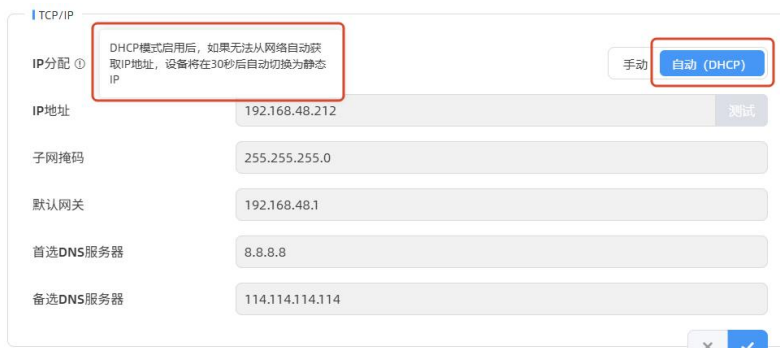 TCP/IP
DHCP模式启用后，如果无法从网络自动获
取IP地址，设备将在30秒后自动切换为静态
IP
IP分配
手动 自动（DHCP）
IP地址
192.168.48.212
测试
子网掩码
255.255.255.0
默认网关
192.168.48.1
首选DNS服务器
8.8.8.8
备选DNS服务器
114.114.114.114